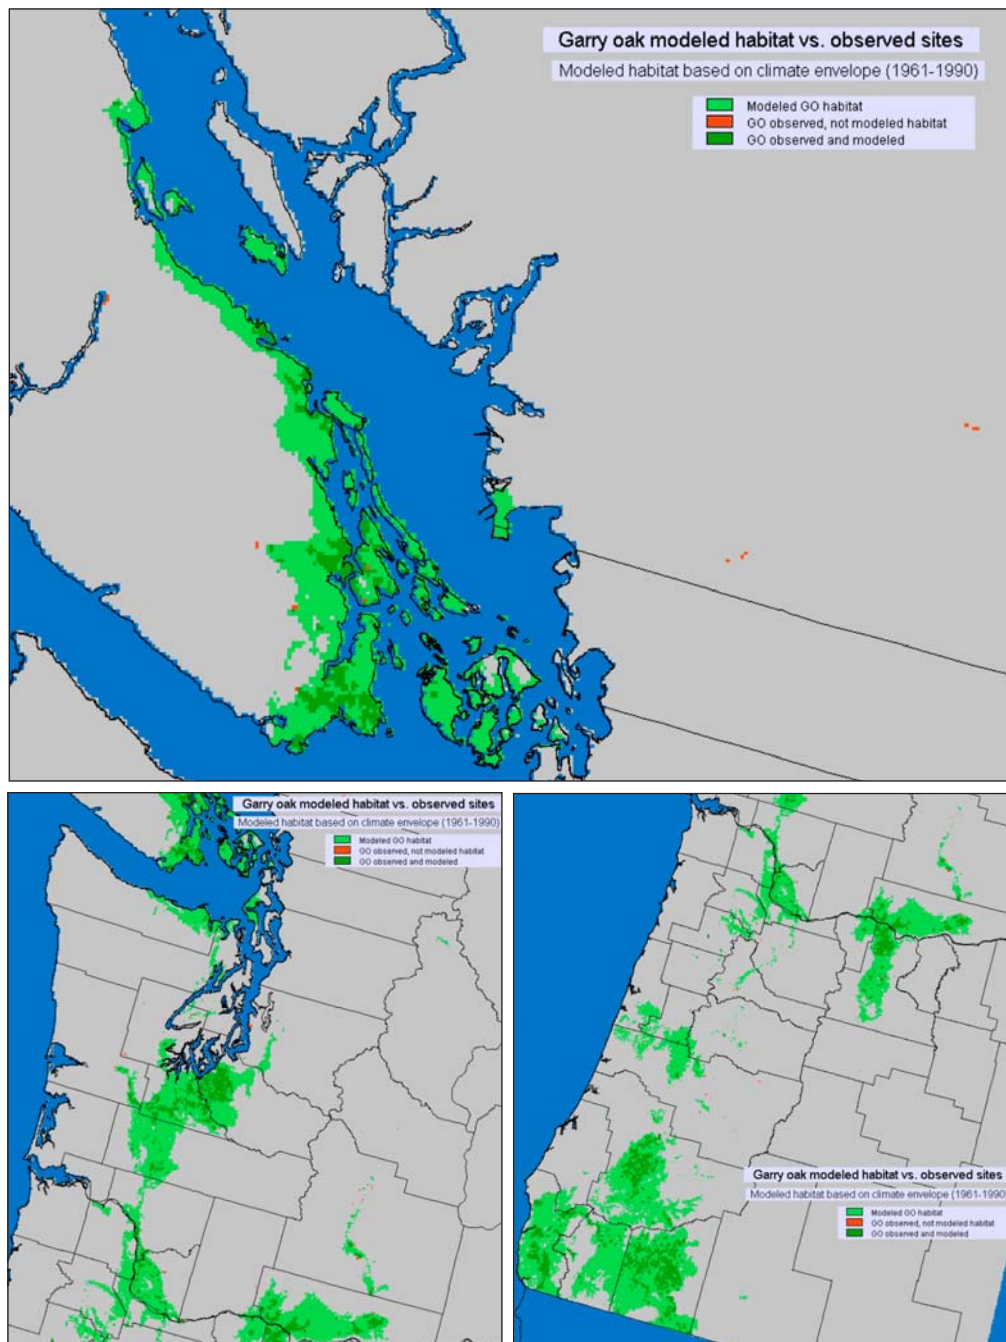 Garry oak modeled habitat vs. observed sites
Modeled habitat based on climate envelope (1961-1990)
Modeled GO habitat
GO observed, not modeled habitat
GO observed and modeled
Garry oak modeled habitat vs. observed sites
Modeled habitat based on climate envelope (1961-1990)
Modeled GO habitat
GO observed, not modeled habitat
GO observed and modeled
Garry oak modeled habitat vs. observed sites
Modeled habitat based on climate envelope (1961-1990)
Modeled GO habitat
GO observed, not modeled habitat
GO observed and modeled